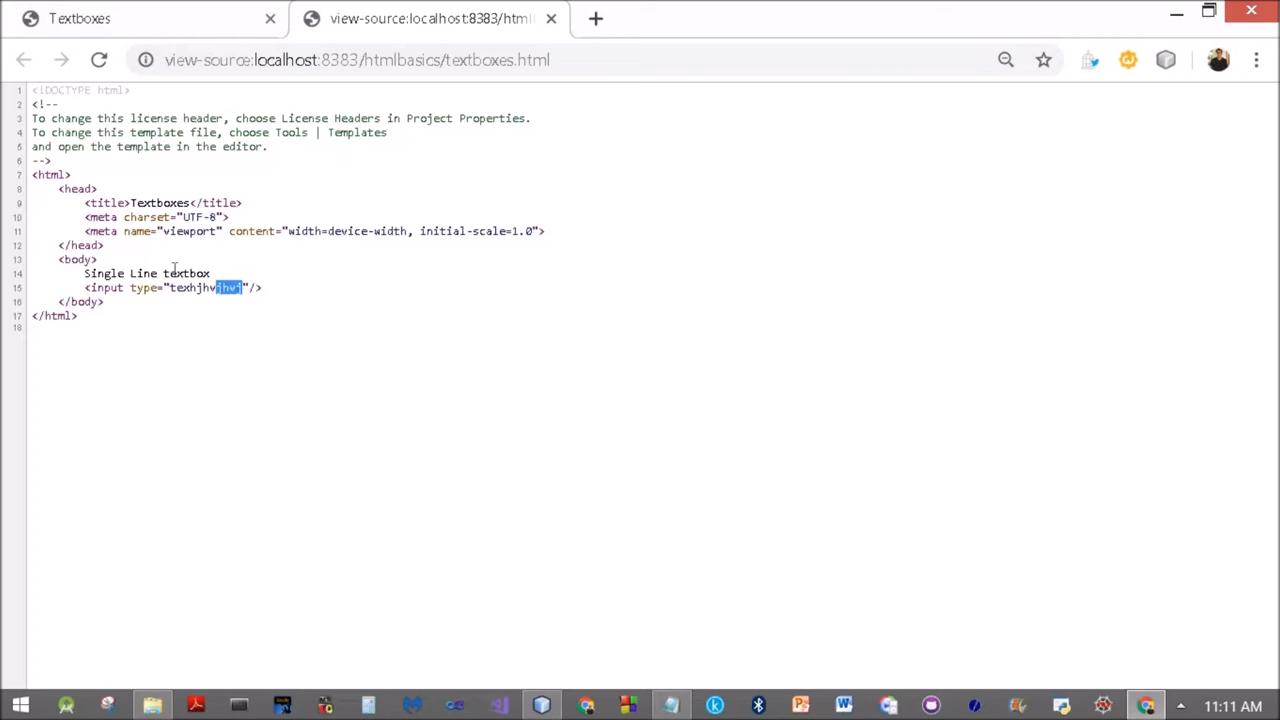 Textboxes
view-source:localhost:8383/html
view-source:localhost:8383/htmlbasics/textboxes.html
1 <!DOCTYPE html>
2 <!--
3 To change this license header, choose License Headers in Project Properties.
4 To change this template file, choose Tools | Templates
5 and open the template in the editor.
6 -->
7 <html>
8 <head>
9 <title>Textboxes</title>
10 <meta charset="UTF-8">
11 <meta name="viewport" content="width=device-width, initial-scale=1.0">
12 </head>
13 <body>
14 Single Line textbox
15 <input type="texhjhvjhvj"/>
16 </body>
17 </html>
18
11:11 AM